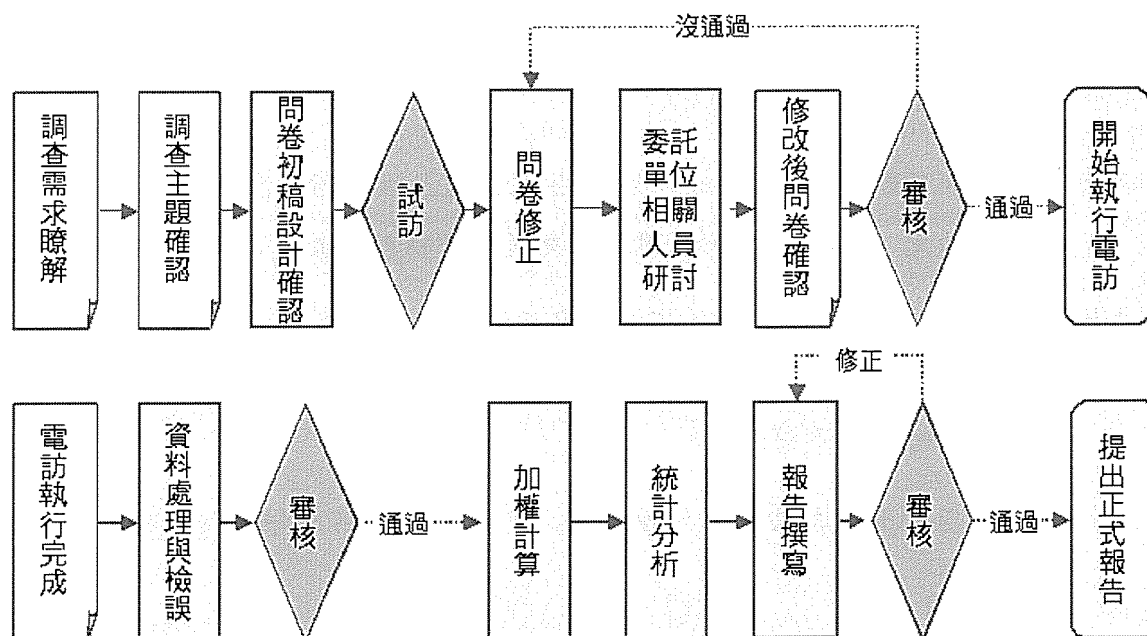 沒通過
調查需求瞭解
調查主題確認
問卷初稿設計確認
試訪
問卷修正
委託
單位
相關
人員
研討
修改後問卷確認
審核
通過
開始執行電訪
修正
電訪執行完成
資料處理與檢誤
審核
通過
加權計算
統計分析
報告撰寫
審核
通過
提出正式報告